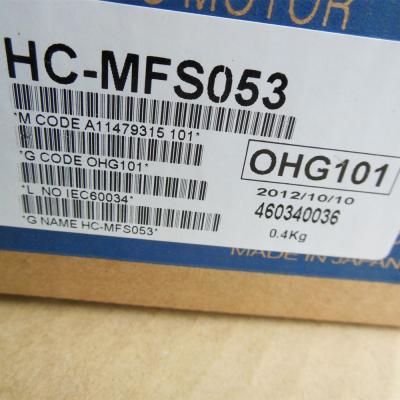 MOTOR
HC-MFS053
*M CODE A11479315 101*
*G CODE OHG101*
*L NO IEC60034*
*G NAME HC-MFS053*
OHG101
2012/10/10
460340036
0.4Kg
MADE IN JAPAN